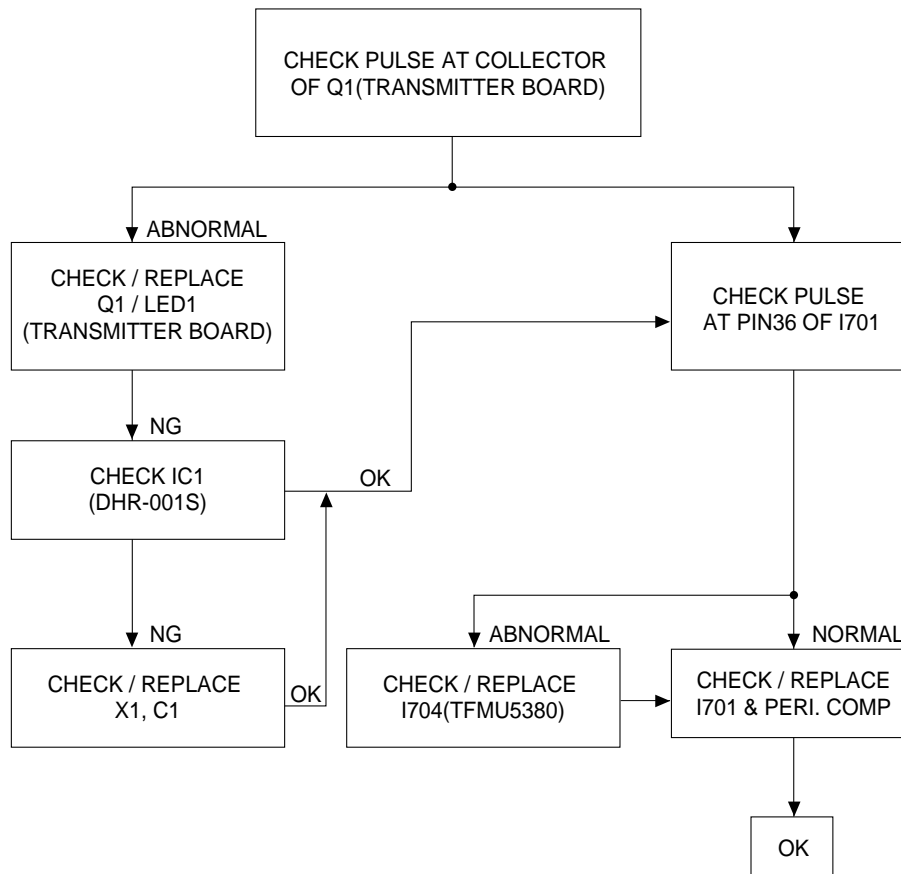 CHECK PULSE AT COLLECTOR
OF Q1(TRANSMITTER BOARD)
ABNORMAL
CHECK / REPLACE
Q1 / LED1
(TRANSMITTER BOARD)
CHECK PULSE
AT PIN36 OF I701
NG
CHECK IC1
(DHR-001S)
OK
NG
CHECK / REPLACE
X1, C1
OK
ABNORMAL
CHECK / REPLACE
I704(TFMU5380)
NORMAL
CHECK / REPLACE
I701 & PERI. COMP
OK